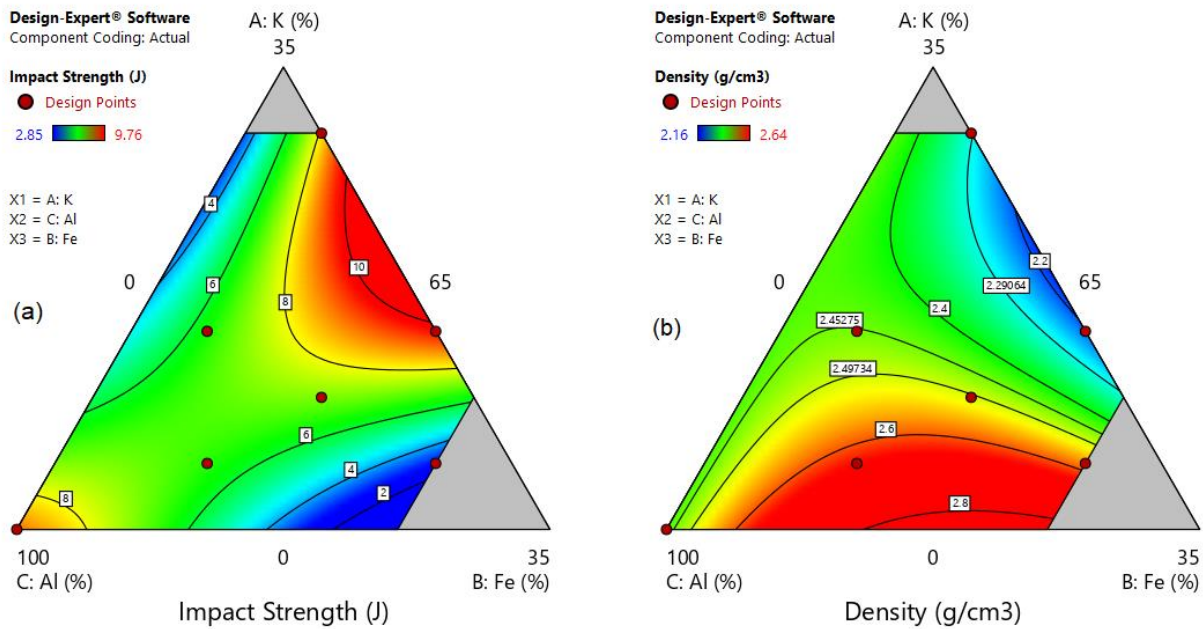 Design-Expert® Software
Component Coding: Actual
Impact Strength (J)
Design Points
2.85 9.76
X1 = A: K
X2 = C: Al
X3 = B: Fe
A: K (%)
35
4
10
0
6
65
8
(a)
6
4
8
2
100
0
35
C: Al (%)
B: Fe (%)
Impact Strength (J)
Design-Expert® Software
Component Coding: Actual
Density (g/cm3)
Design Points
2.16 2.64
X1 = A: K
X2 = C: Al
X3 = B: Fe
A: K (%)
35
2.2
0
2.29064
65
2.4
(b)
2.45275
2.49734
2.6
2.8
100
0
35
C: Al (%)
B: Fe (%)
Density (g/cm3)